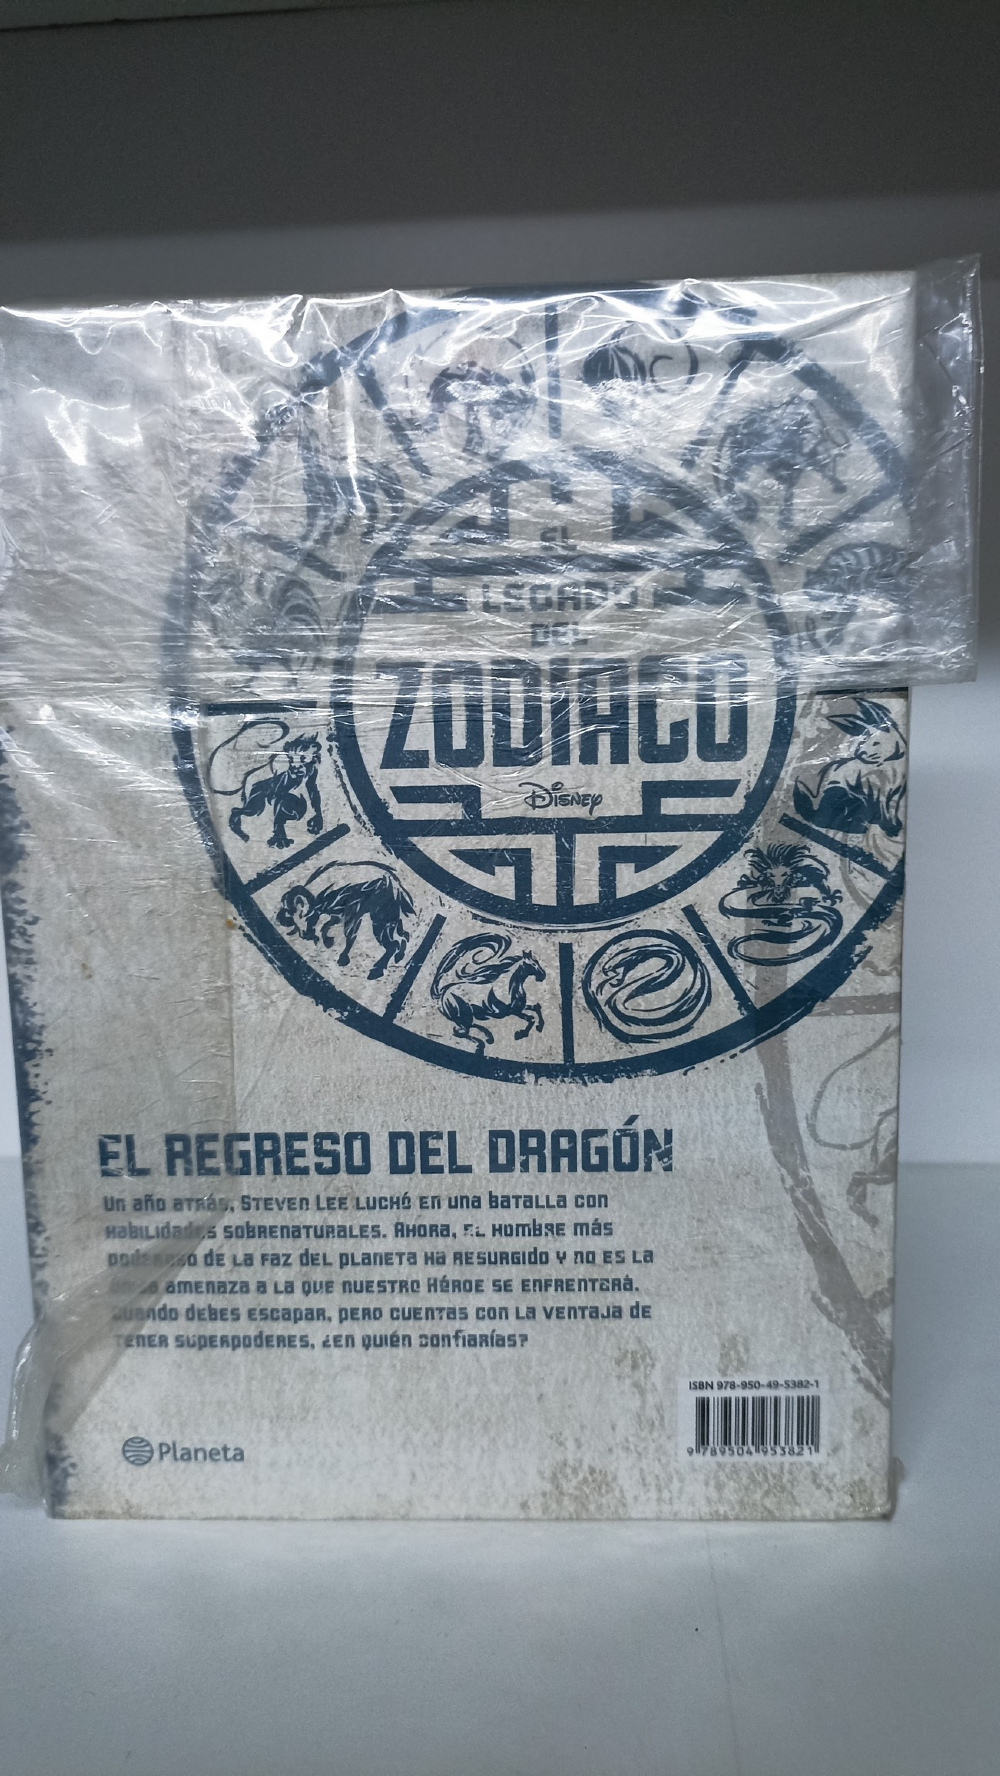 EL
LEGADO
DEL
ZODÍACO
DISNEY
EL REGRESO DEL DRAGÓN
Un año atrás, Steven Lee luchó en una batalla con
habilidades sobrenaturales. Ahora, el hombre más
poderoso de la faz del planeta ha resurgido y no es la
amenaza a la que nuestro héroe se enfrentará.
Cuando debes escapar, pero cuentas con la ventaja de
tener superpoderes, ¿en quién confiarías?
ISBN 978-950-49-5382-1
9 789504 953821
Planeta